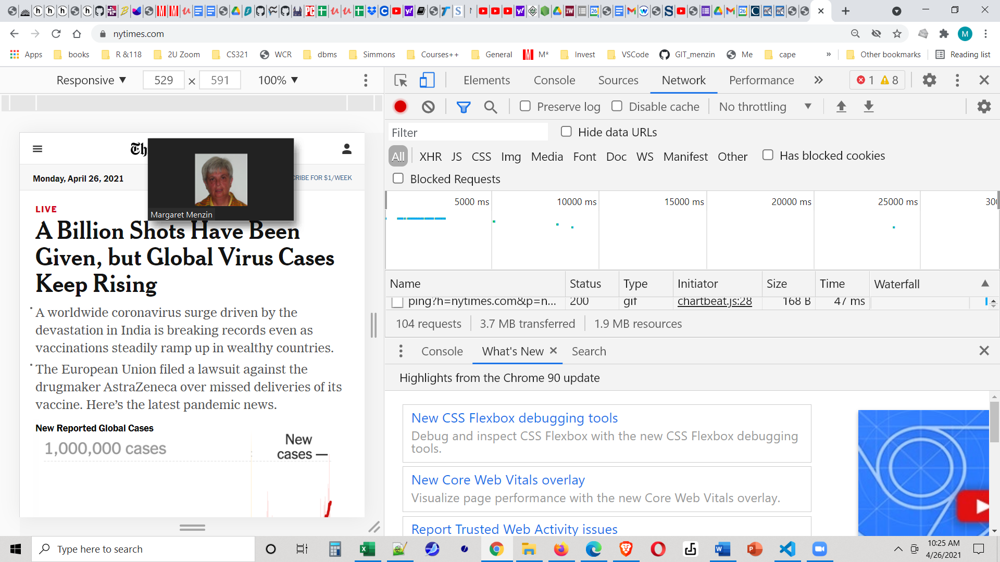 nytimes.com
M
Apps books R &118 2U Zoom CS321 WCR dbms Simmons Courses++ General M* Invest VSCode GIT_menzin Me cape » Other bookmarks Reading list
Responsive ▼ 529 × 591 100% ▼
Elements Console Sources Network Performance » 1 8
Preserve log Disable cache No throttling ▼
Filter Hide data URLs
All XHR JS CSS Img Media Font Doc WS Manifest Other Has blocked cookies
Blocked Requests
5000 ms 10000 ms 15000 ms 20000 ms 25000 ms
Name Status Type Initiator Size Time Waterfall
ping?h=nytimes.com&p=n... 200 gif chartbeat.js:28 168 B 47 ms
104 requests 3.7 MB transferred 1.9 MB resources
Console What's New × Search
Highlights from the Chrome 90 update
New CSS Flexbox debugging tools
Debug and inspect CSS Flexbox with the new CSS Flexbox debugging
tools.
New Core Web Vitals overlay
Visualize page performance with the new Core Web Vitals overlay.
Report Trusted Web Activity issues
Monday, April 26, 2021
CRIBE FOR $1/WEEK
Margaret Menzin
LIVE
A Billion Shots Have Been
Given, but Global Virus Cases
Keep Rising
A worldwide coronavirus surge driven by the
devastation in India is breaking records even as
vaccinations steadily ramp up in wealthy countries.
The European Union filed a lawsuit against the
drugmaker AstraZeneca over missed deliveries of its
vaccine. Here’s the latest pandemic news.
New Reported Global Cases
1,000,000 cases
New
cases —
Type here to search
10:25 AM
4/26/2021